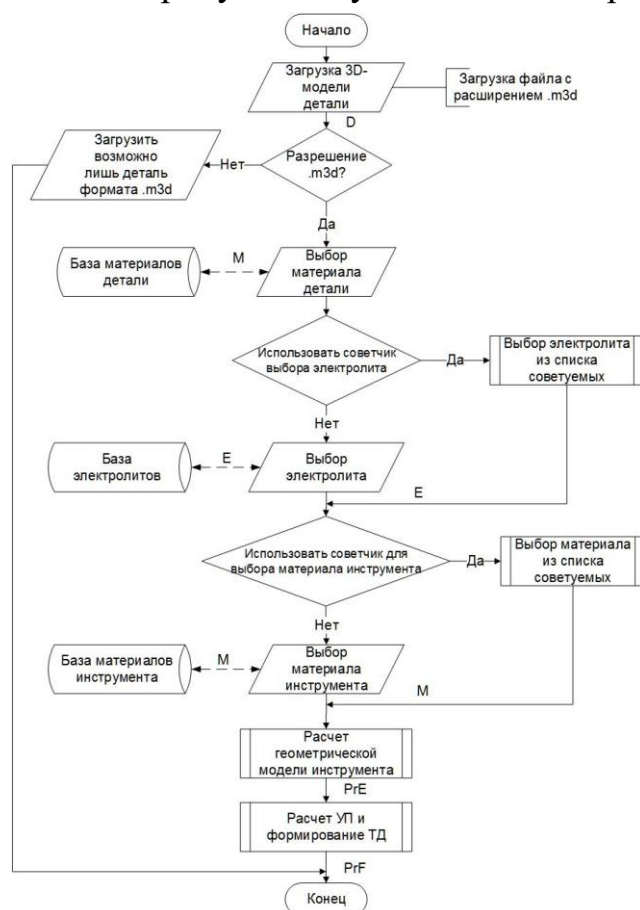 Начало
Загрузка 3D-
модели
детали
Загрузка файла с
расширением .m3d
D
Загрузить
возможно
лишь деталь
формата .m3d
Нет
Разрешение
.m3d?
Да
База материалов
детали
M
Выбор
материала
детали
Использовать советчик
выбора электролита
Да
Выбор электролита
из списка
советуемых
Нет
База
электролитов
E
Выбор
электролита
E
Использовать советчик для
выбора материала инструмента
Да
Выбор материала
из списка
советуемых
Нет
База материалов
инструмента
M
Выбор
материала
инструмента
M
Расчет
геометрической
модели инструмента
PrE
Расчет УП и
формирование ТД
PrF
Конец